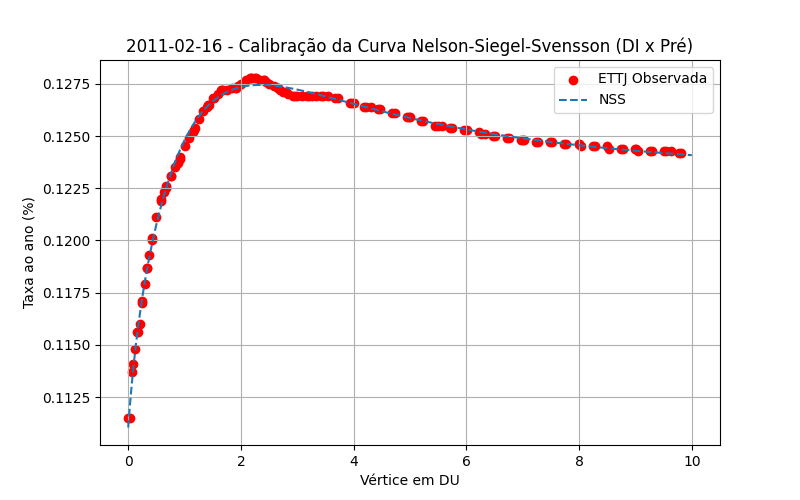 2011-02-16 - Calibração da Curva Nelson-Siegel-Svensson (DI x Pré)
ETTJ Observada
NSS
Taxa ao ano (%)
0.1275
0.1250
0.1225
0.1200
0.1175
0.1150
0.1125
0 2 4 6 8 10
Vértice em DU